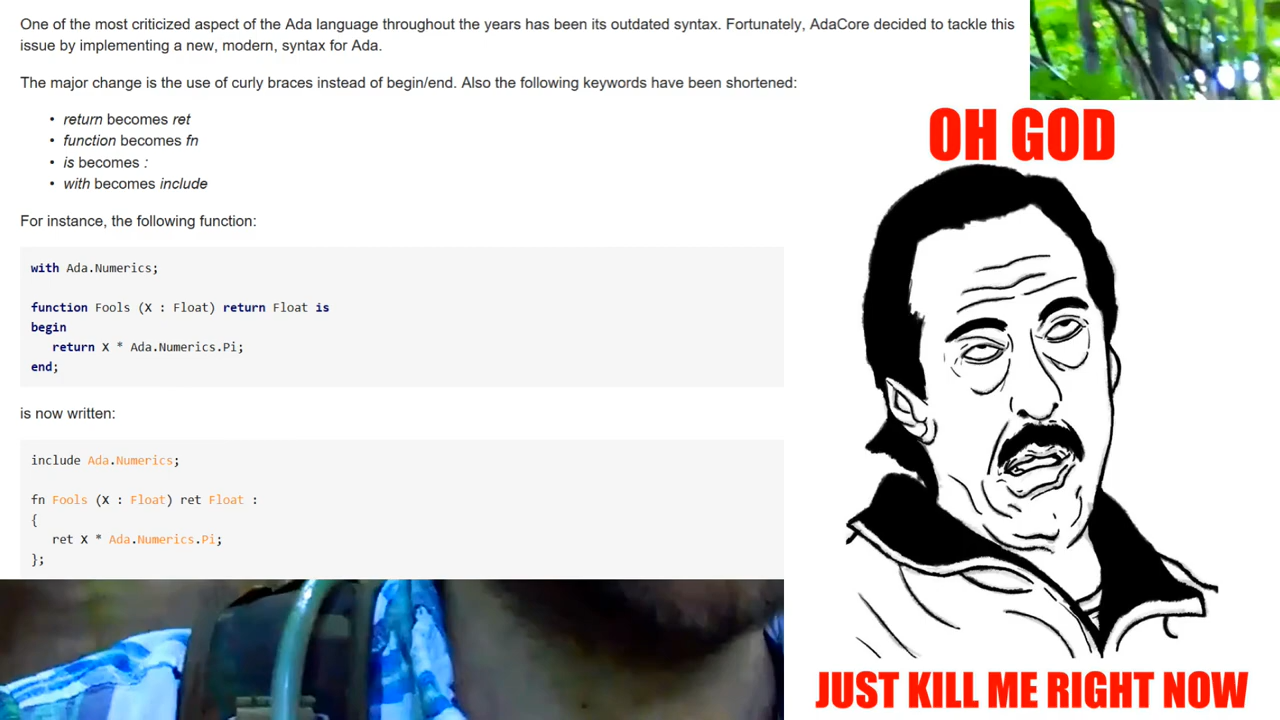 One of the most criticized aspect of the Ada language throughout the years has been its outdated syntax. Fortunately, AdaCore decided to tackle this
issue by implementing a new, modern, syntax for Ada.
The major change is the use of curly braces instead of begin/end. Also the following keywords have been shortened:
• return becomes ret
• function becomes fn
• is becomes :
• with becomes include
For instance, the following function:
with Ada.Numerics;
function Fools (X : Float) return Float is
begin
return X * Ada.Numerics.Pi;
end;
is now written:
include Ada.Numerics;
fn Fools (X : Float) ret Float :
{
ret X * Ada.Numerics.Pi;
};
OH GOD
JUST KILL ME RIGHT NOW